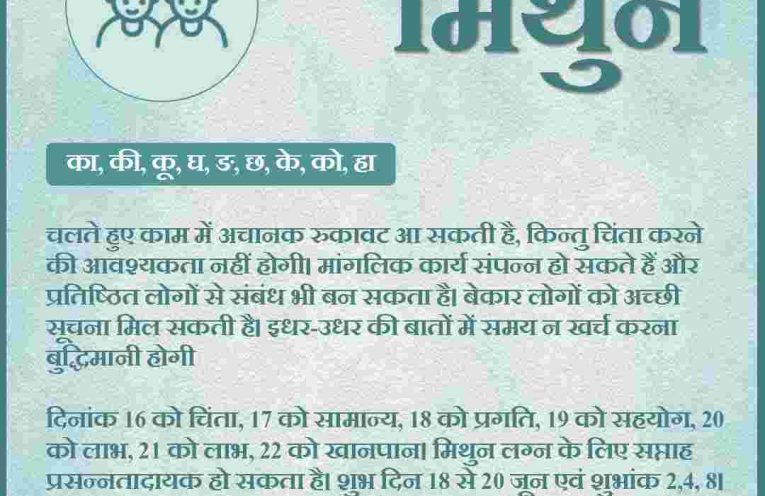 मिथुन
का, की, कू, घ, ङ, छ, के, को, हा
चलते हुए काम में अचानक रुकावट आ सकती है, किन्तु चिंता करने
की आवश्यकता नहीं होगी। मांगलिक कार्य संपन्न हो सकते हैं और
प्रतिष्ठित लोगों से संबंध भी बन सकता है। बेकार लोगों को अच्छी
सूचना मिल सकती है। इधर-उधर की बातों में समय न खर्च करना
बुद्धिमानी होगी
दिनांक 16 को चिंता, 17 को सामान्य, 18 को प्रगति, 19 को सहयोग, 20
को लाभ, 21 को लाभ, 22 को खानपान। मिथुन लग्न के लिए सप्ताह
प्रसन्नतादायक हो सकता है। शुभ दिन 18 से 20 जून एवं शुभांक 2,4, 8।